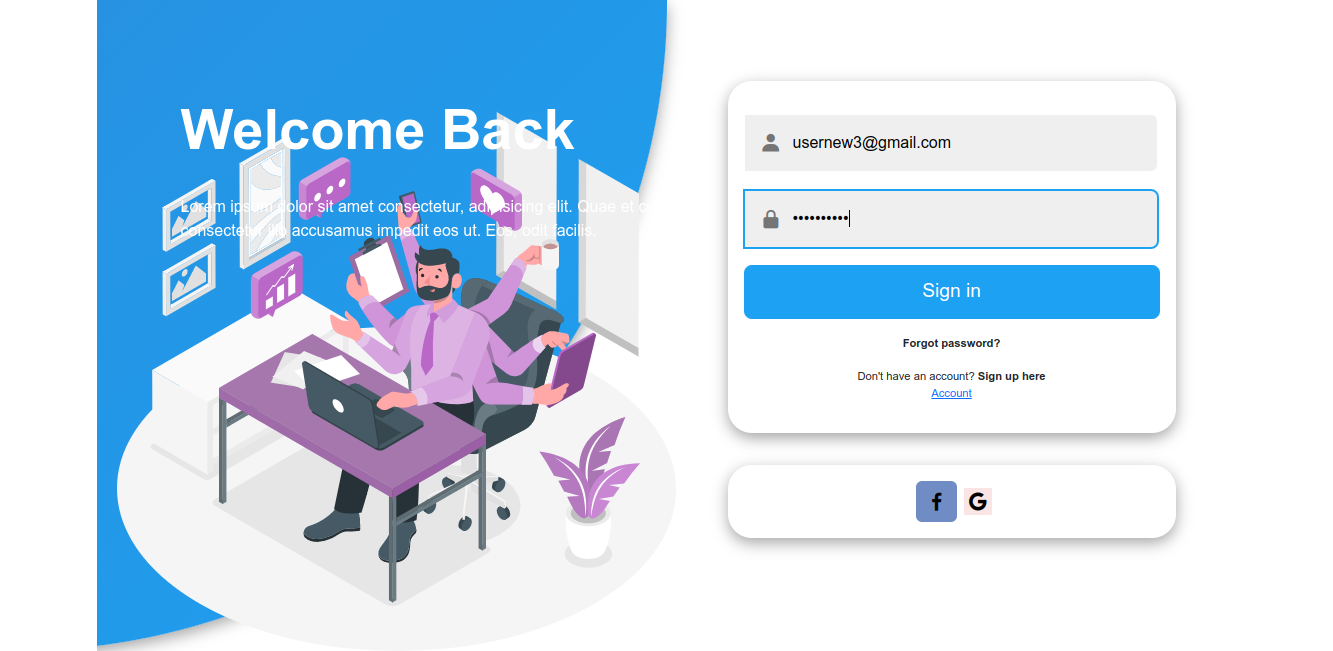 Welcome Back
Lorem ipsum dolor sit amet consectetur, adipisicing elit. Quae et
consectetur accusamus impedit eos ut. Eos, odit facilis.
usernew3@gmail.com
••••••••••
Sign in
Forgot password?
Don't have an account? Sign up here
Account
f
G